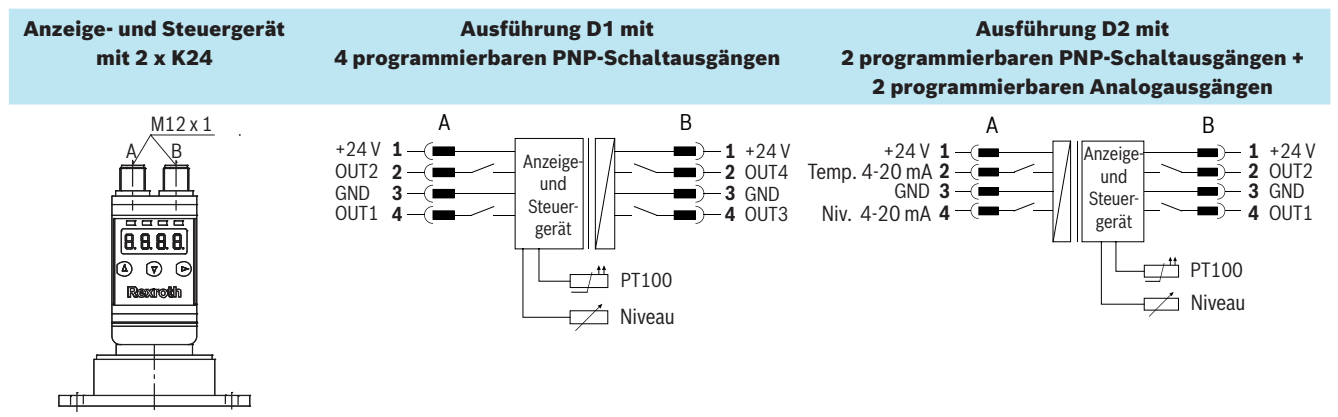 Anzeige- und Steuergerät
mit 2 x K24
Ausführung D1 mit
4 programmierbaren PNP-Schaltausgängen
Ausführung D2 mit
2 programmierbaren PNP-Schaltausgängen +
2 programmierbaren Analogausgängen
M12 x 1
A B
8.8.8.8.
Rexroth
A B
+24 V 1
OUT2 2
GND 3
OUT1 4
Anzeige-
und
Steuer-
gerät
1 +24 V
2 OUT4
3 GND
4 OUT3
PT100
Niveau
A B
+24 V 1
Temp. 4-20 mA 2
GND 3
Niv. 4-20 mA 4
Anzeige-
und
Steuer-
gerät
1 +24 V
2 OUT2
3 GND
4 OUT1
PT100
Niveau